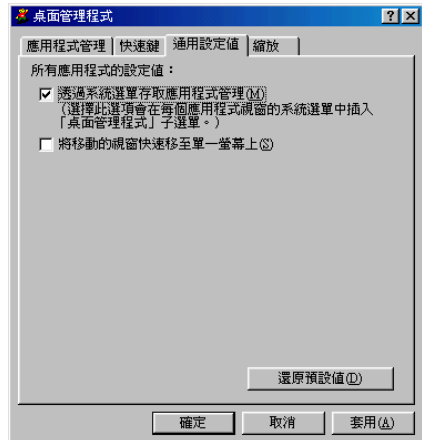 桌面管理程式
應用程式管理 快速鍵 通用設定值 縮放
所有應用程式的設定值：
透過系統選單存取應用程式管理(M)
(選擇此選項會在每個應用程式視窗的系統選單中插入
「桌面管理程式」子選單。)
將移動的視窗快速移至單一螢幕上(S)
還原預設值(D)
確定 取消 套用(A)